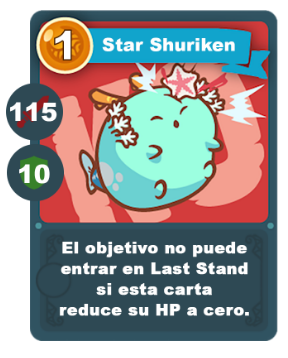 1
Star Shuriken
115
10
El objetivo no puede
entrar en Last Stand
si esta carta
reduce su HP a cero.